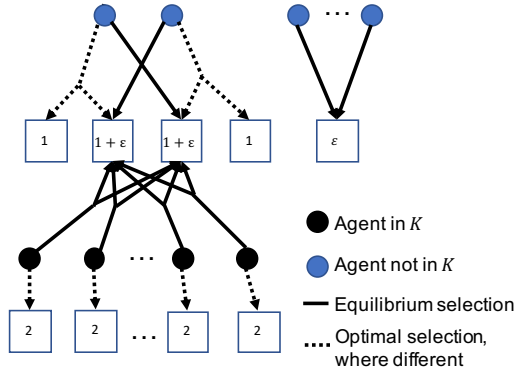 ...
1 1 + ε 1 + ε 1 ε
... 
2 2 ... 2 2
Agent in K
Agent not in K
Equilibrium selection
Optimal selection,
where different